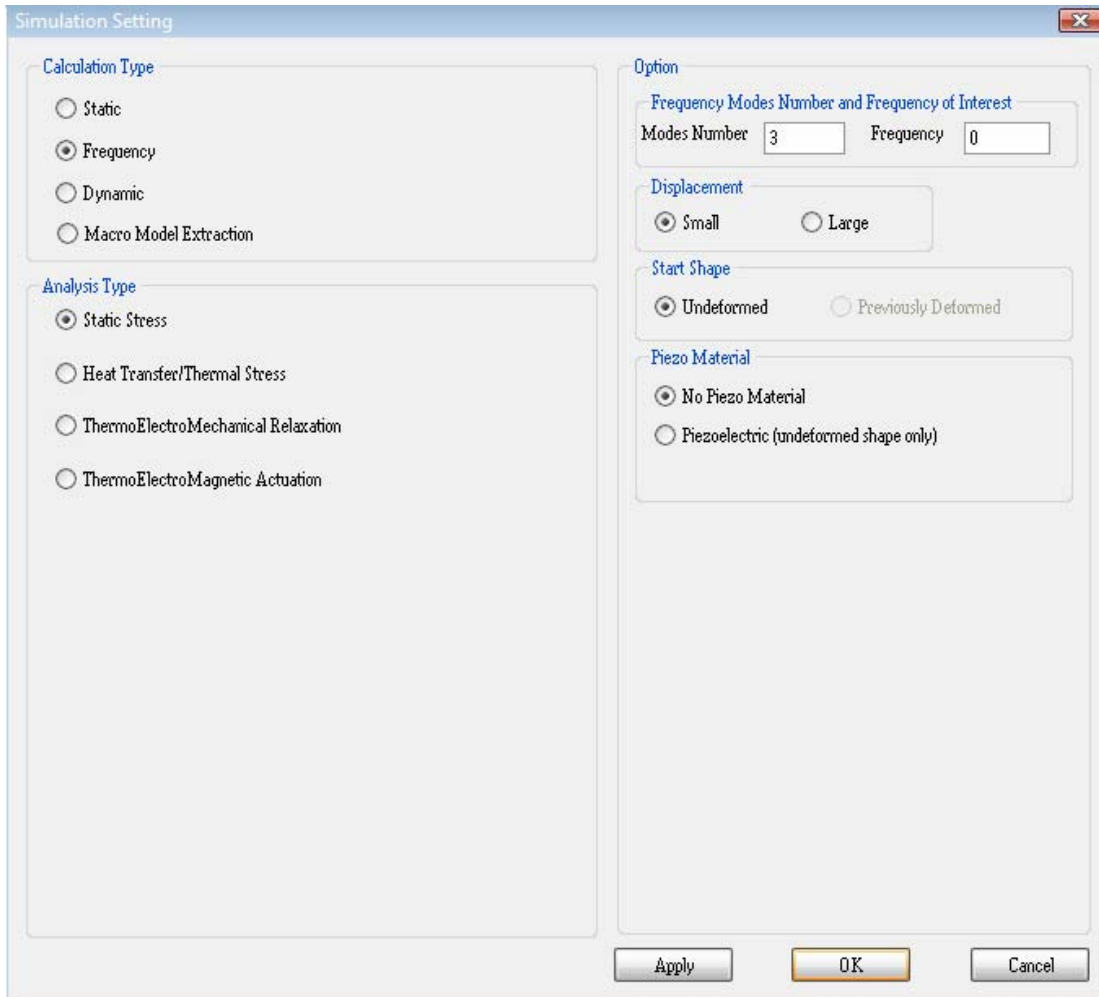 Simulation Setting
Calculation Type
Static
Frequency
Dynamic
Macro Model Extraction
Analysis Type
Static Stress
Heat Transfer/Thermal Stress
ThermoElectroMechanical Relaxation
ThermoElectroMagnetic Actuation
Option
Frequency Modes Number and Frequency of Interest
Modes Number 3 Frequency 0
Displacement
Small Large
Start Shape
Undeformed Previously Deformed
Piezo Material
No Piezo Material
Piezoelectric (undeformed shape only)
Apply OK Cancel